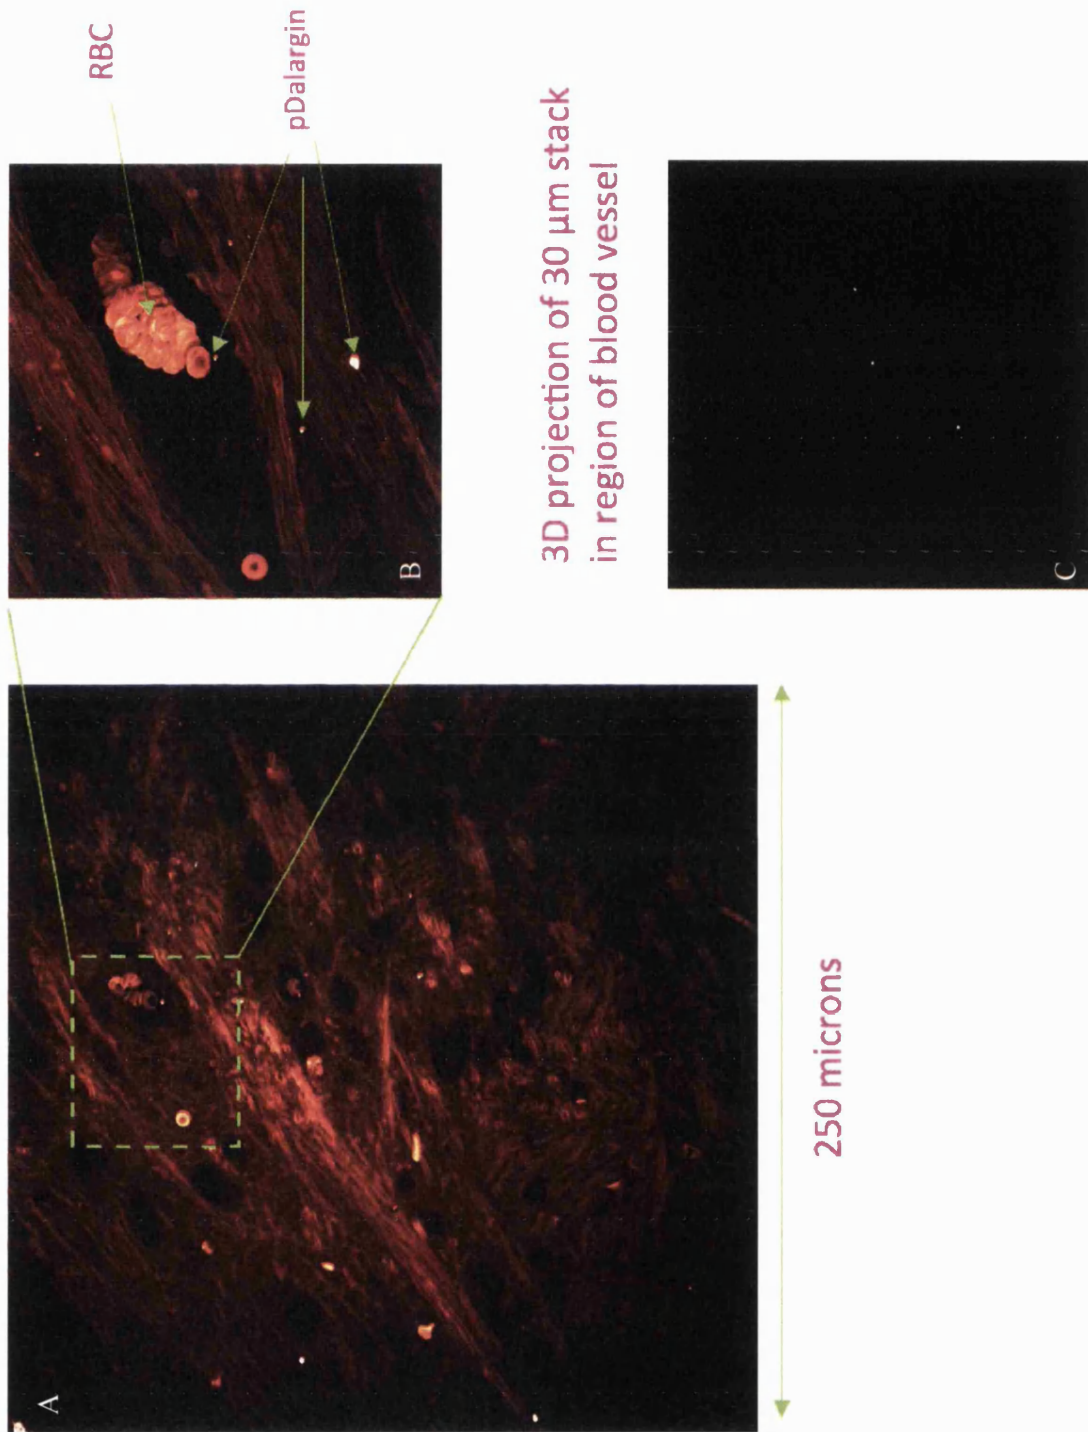 A
250 microns
B
RBC
pDalargin
3D projection of 30 µm stack
in region of blood vessel
C